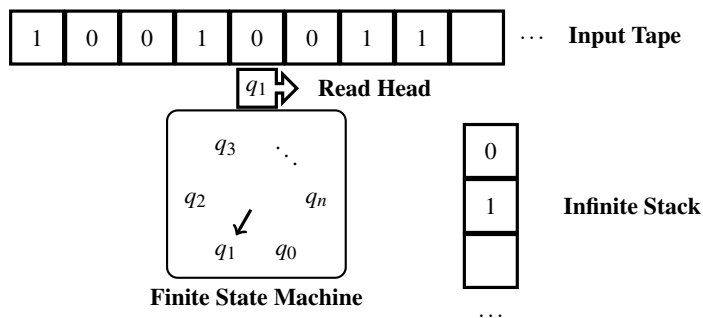 1 0 0 1 0 0 1 1 ⋯ Input Tape
q₁ Read Head
q₃ ⋱
0
q₂ qₙ
1 Infinite Stack
q₁ q₀
Finite State Machine
⋯